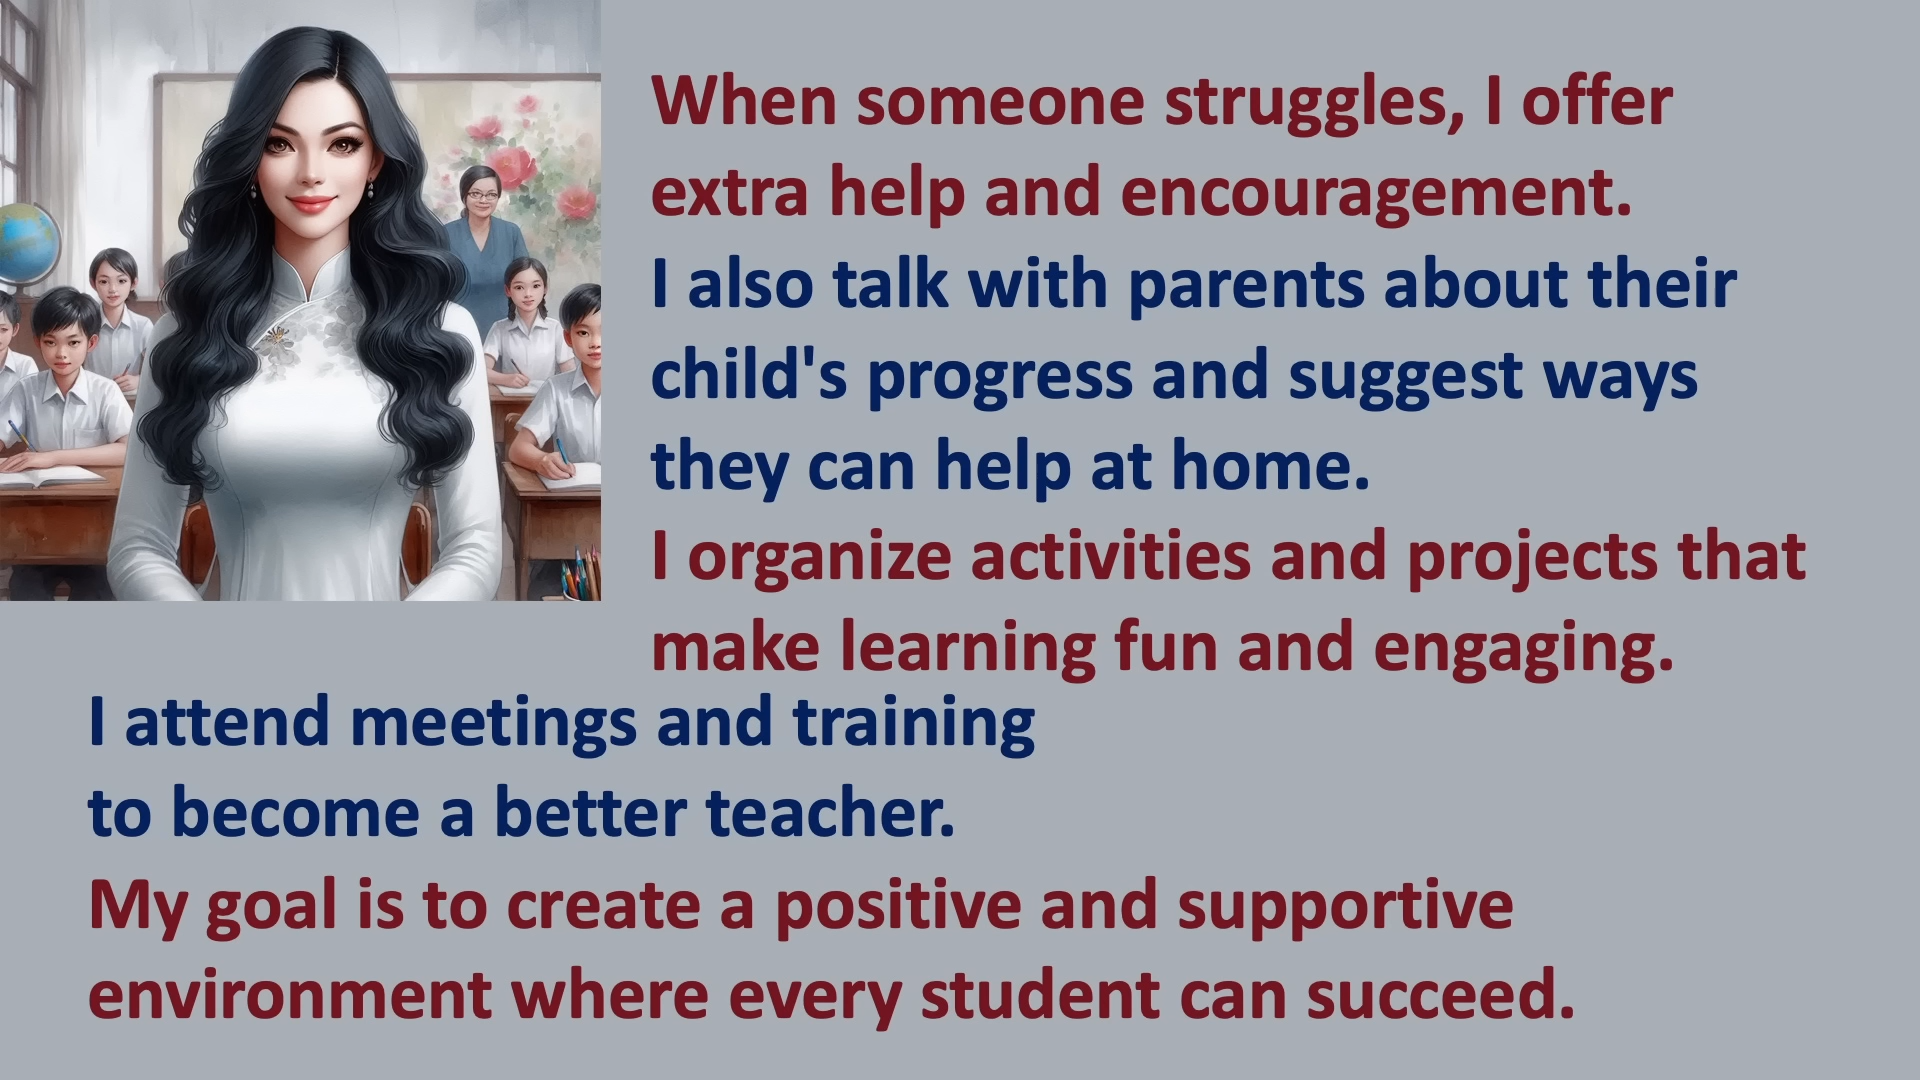 When someone struggles, I offer
extra help and encouragement.
I also talk with parents about their
child's progress and suggest ways
they can help at home.
I organize activities and projects that
make learning fun and engaging.
I attend meetings and training
to become a better teacher.
My goal is to create a positive and supportive
environment where every student can succeed.